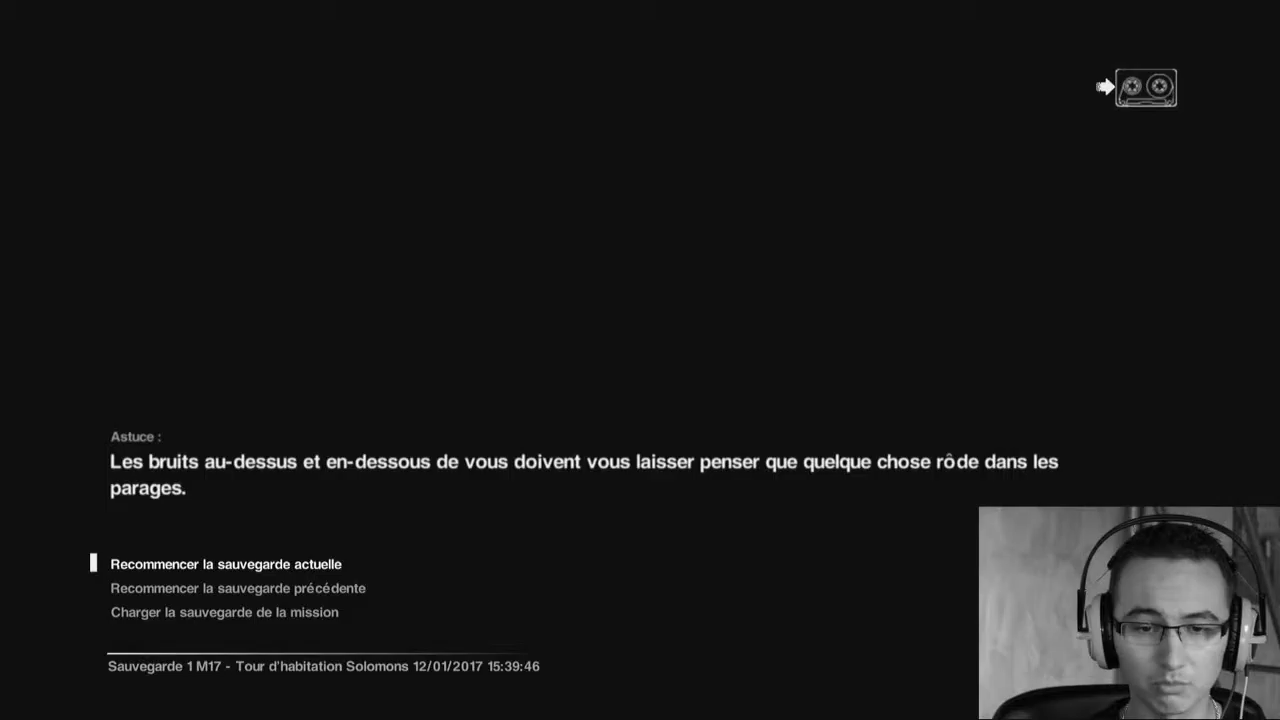 Astuce :
Les bruits au-dessus et en-dessous de vous doivent vous laisser penser que quelque chose rôde dans les
parages.
Recommencer la sauvegarde actuelle
Recommencer la sauvegarde précédente
Charger la sauvegarde de la mission
Sauvegarde 1 M17 - Tour d'habitation Solomons 12/01/2017 15:39:46